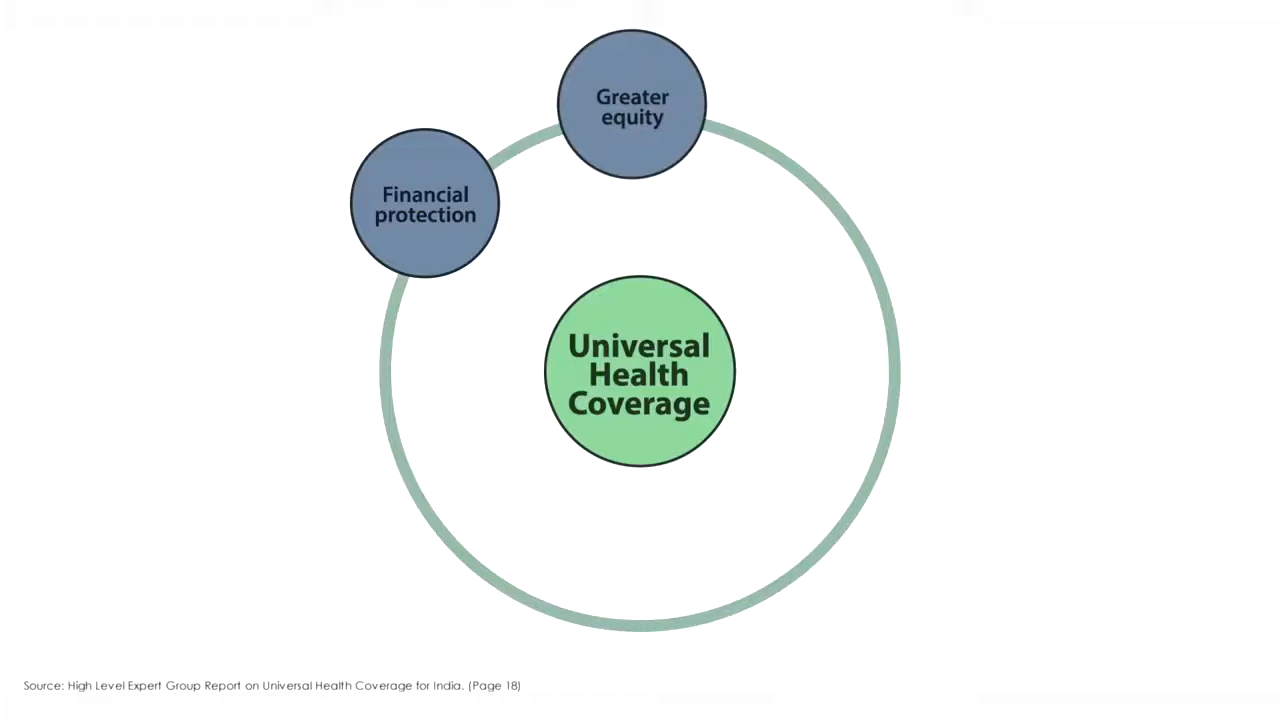 Greater
equity
Financial
protection
Universal
Health
Coverage
Source: High Level Expert Group Report on Universal Health Coverage for India. (Page 18)